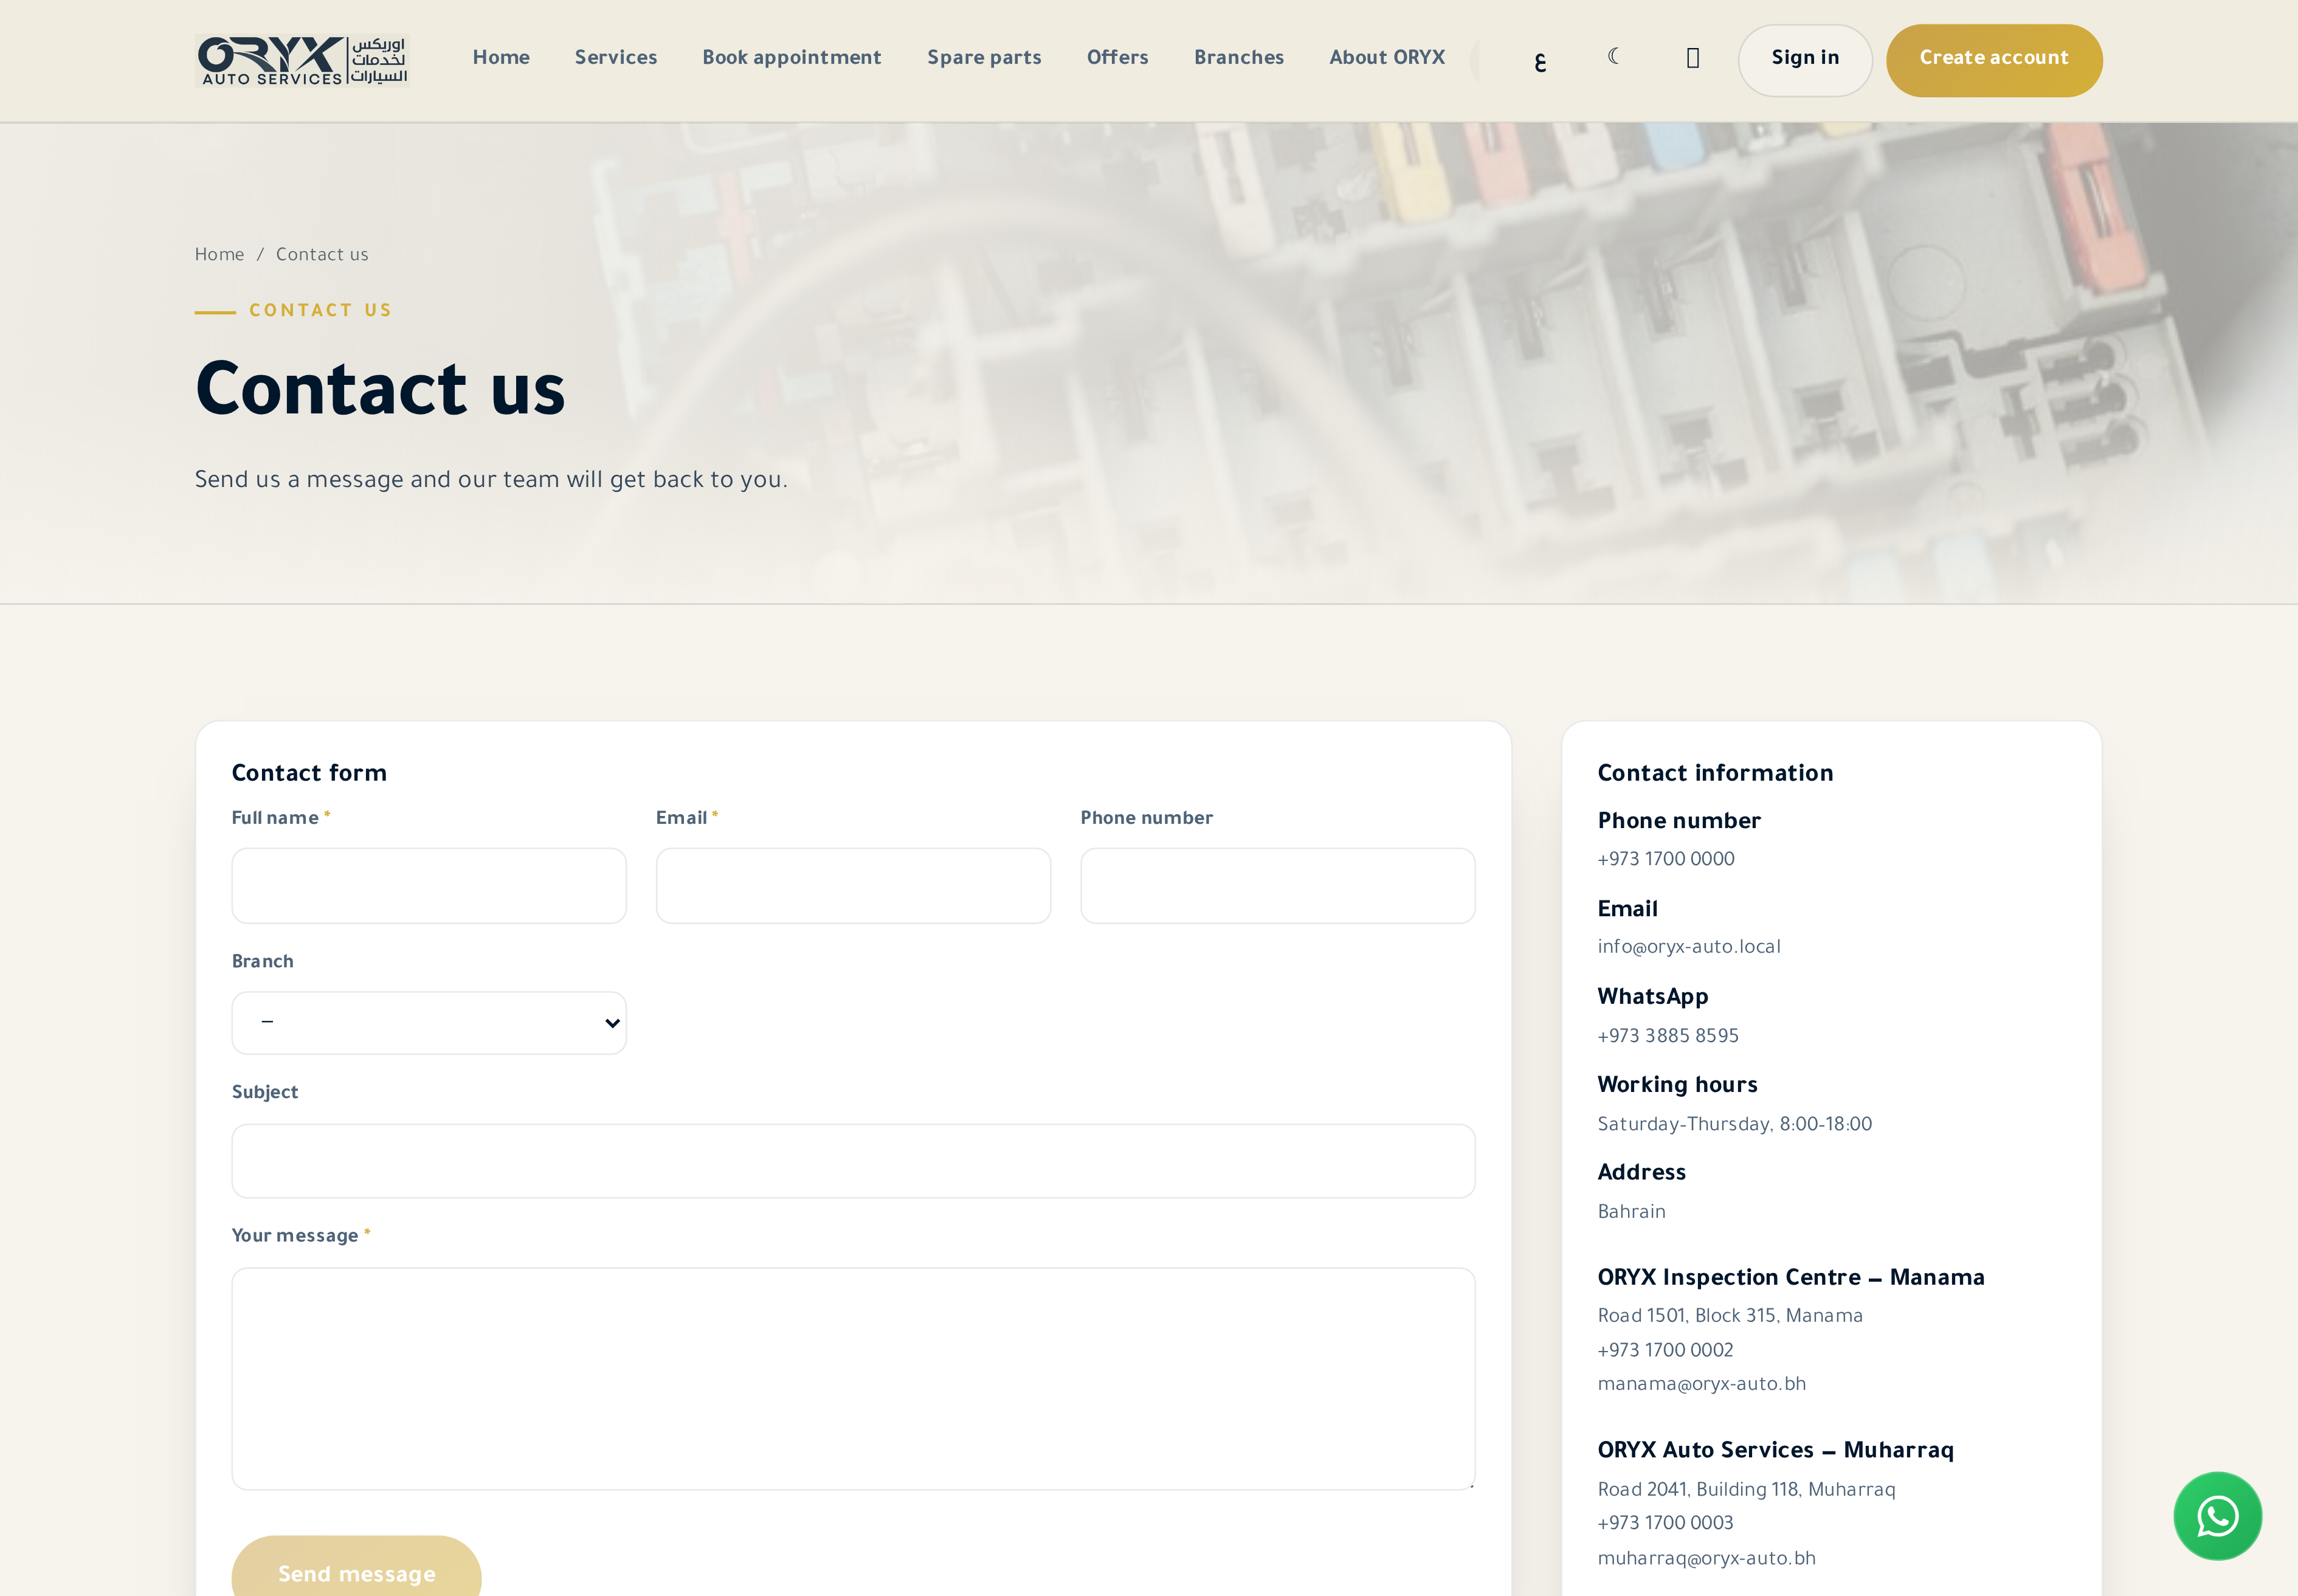 ORYX
AUTO SERVICES
اوريكس
لخدمات
السيارات
Home
Services
Book appointment
Spare parts
Offers
Branches
About ORYX
ع
Sign in
Create account
Home / Contact us
CONTACT US
Contact us
Send us a message and our team will get back to you.
Contact form
Full name *
Email *
Phone number
Branch
—
Subject
Your message *
Send message
Contact information
Phone number
+973 1700 0000
Email
info@oryx-auto.local
WhatsApp
+973 3885 8595
Working hours
Saturday-Thursday, 8:00-18:00
Address
Bahrain
ORYX Inspection Centre — Manama
Road 1501, Block 315, Manama
+973 1700 0002
manama@oryx-auto.bh
ORYX Auto Services — Muharraq
Road 2041, Building 118, Muharraq
+973 1700 0003
muharraq@oryx-auto.bh